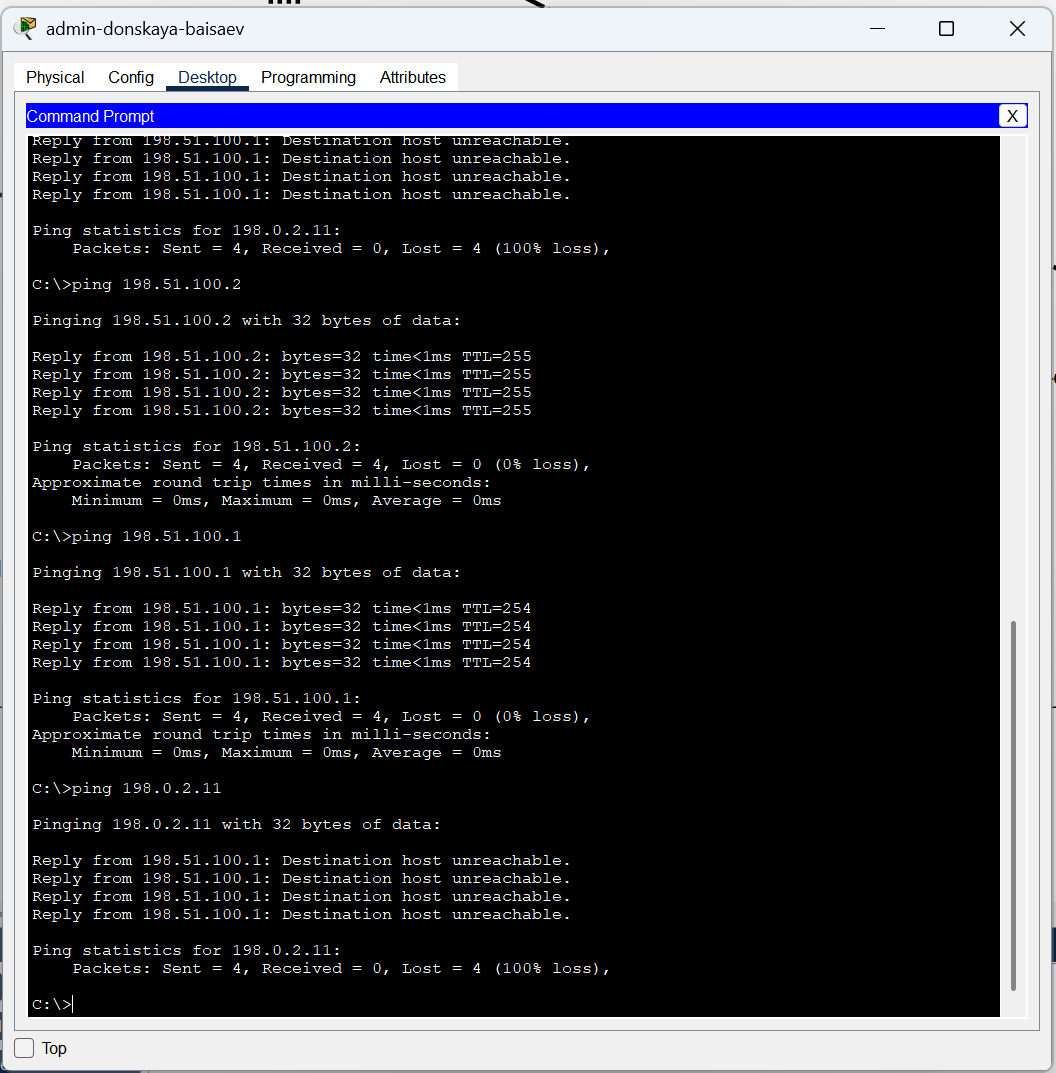 admin-donskaya-baisaev
Physical Config Desktop Programming Attributes
Command Prompt X
Reply from 198.51.100.1: Destination host unreachable.
Reply from 198.51.100.1: Destination host unreachable.
Reply from 198.51.100.1: Destination host unreachable.
Reply from 198.51.100.1: Destination host unreachable.
Ping statistics for 198.0.2.11:
Packets: Sent = 4, Received = 0, Lost = 4 (100% loss),
C:\>ping 198.51.100.2
Pinging 198.51.100.2 with 32 bytes of data:
Reply from 198.51.100.2: bytes=32 time<1ms TTL=255
Reply from 198.51.100.2: bytes=32 time<1ms TTL=255
Reply from 198.51.100.2: bytes=32 time<1ms TTL=255
Reply from 198.51.100.2: bytes=32 time<1ms TTL=255
Ping statistics for 198.51.100.2:
Packets: Sent = 4, Received = 4, Lost = 0 (0% loss),
Approximate round trip times in milli-seconds:
Minimum = 0ms, Maximum = 0ms, Average = 0ms
C:\>ping 198.51.100.1
Pinging 198.51.100.1 with 32 bytes of data:
Reply from 198.51.100.1: bytes=32 time<1ms TTL=254
Reply from 198.51.100.1: bytes=32 time<1ms TTL=254
Reply from 198.51.100.1: bytes=32 time<1ms TTL=254
Reply from 198.51.100.1: bytes=32 time<1ms TTL=254
Ping statistics for 198.51.100.1:
Packets: Sent = 4, Received = 4, Lost = 0 (0% loss),
Approximate round trip times in milli-seconds:
Minimum = 0ms, Maximum = 0ms, Average = 0ms
C:\>ping 198.0.2.11
Pinging 198.0.2.11 with 32 bytes of data:
Reply from 198.51.100.1: Destination host unreachable.
Reply from 198.51.100.1: Destination host unreachable.
Reply from 198.51.100.1: Destination host unreachable.
Reply from 198.51.100.1: Destination host unreachable.
Ping statistics for 198.0.2.11:
Packets: Sent = 4, Received = 0, Lost = 4 (100% loss),
C:\>
Top